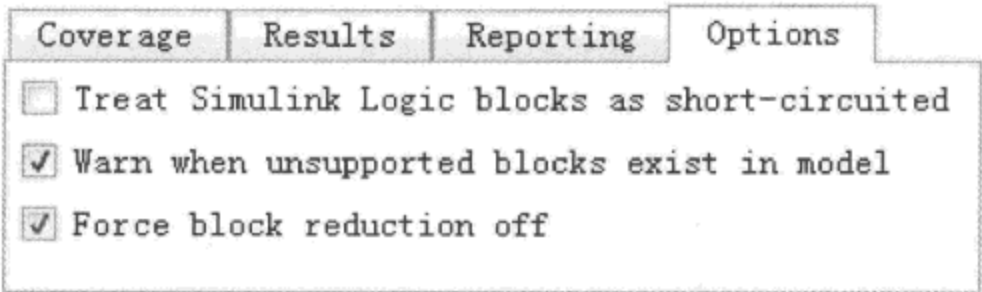 Coverage Results Reporting Options
Treat Simulink Logic blocks as short-circuited
Warn when unsupported blocks exist in model
Force block reduction off